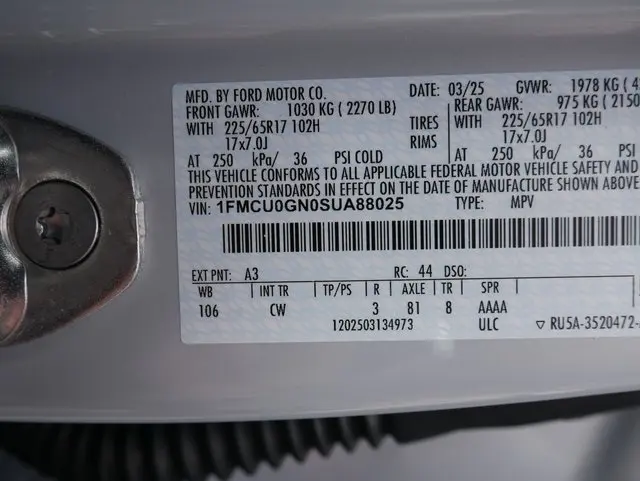 MFD. BY FORD MOTOR CO. DATE: 03/25 GVWR: 1978 KG
FRONT GAWR: 1030 KG ( 2270 LB) REAR GAWR: 975 KG ( 2150
WITH 225/65R17 102H TIRES WITH 225/65R17 102H
17x7.0J RIMS 17x7.0J
AT 250 kPa/ 36 PSI COLD AT 250 kPa/ 36 PSI
THIS VEHICLE CONFORMS TO ALL APPLICABLE FEDERAL MOTOR VEHICLE SAFETY AND
PREVENTION STANDARDS IN EFFECT ON THE DATE OF MANUFACTURE SHOWN ABOVE
VIN: 1FMCU0GN0SUA88025 TYPE: MPV
EXT PNT: A3 RC: 44 DSO:
WB INT TR TP/PS R AXLE TR SPR
106 CW 3 81 8 AAAA
1202503134973 ULC ▽ RU5A-3520472-